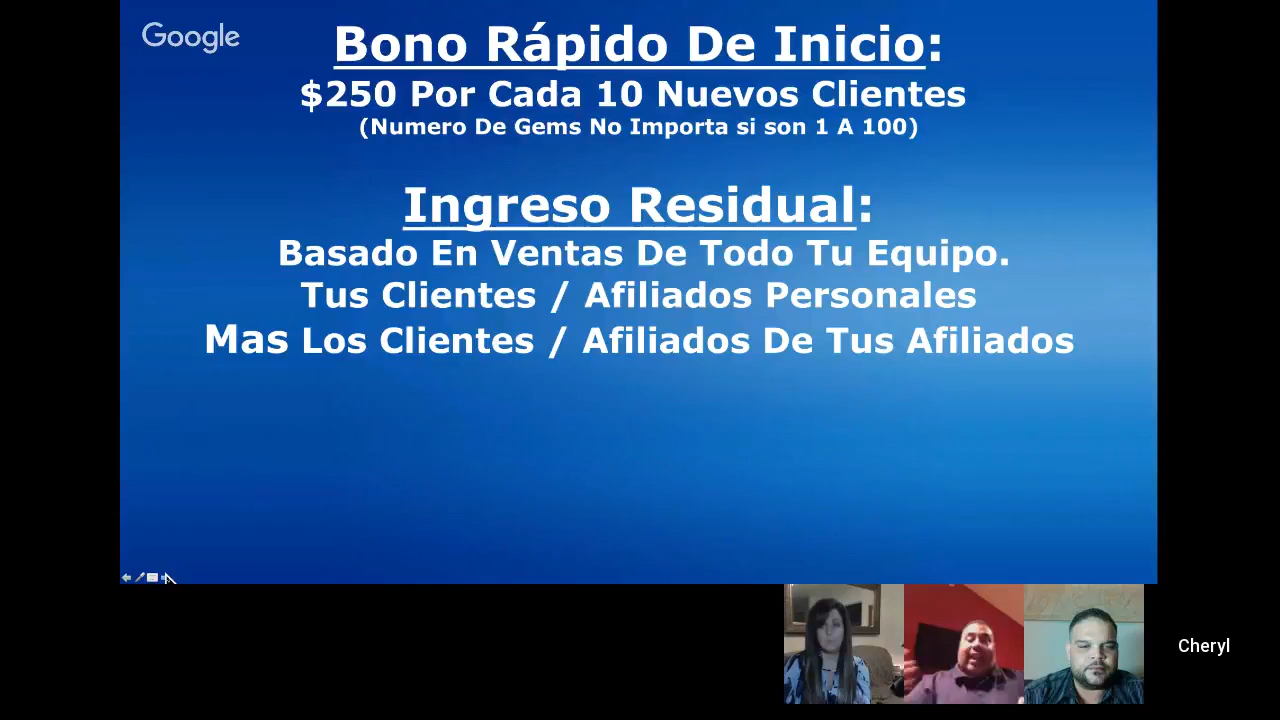 Google
Bono Rápido De Inicio:
$250 Por Cada 10 Nuevos Clientes
(Numero De Gems No Importa si son 1 A 100)
Ingreso Residual:
Basado En Ventas De Todo Tu Equipo.
Tus Clientes / Afiliados Personales
Mas Los Clientes / Afiliados De Tus Afiliados
Cheryl